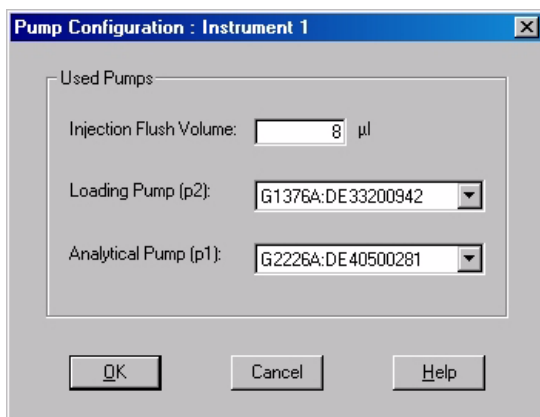 Pump Configuration : Instrument 1
Used Pumps
Injection Flush Volume: 8 µl
Loading Pump (p2): G1376A:DE33200942
Analytical Pump (p1): G2226A:DE40500281
OK Cancel Help